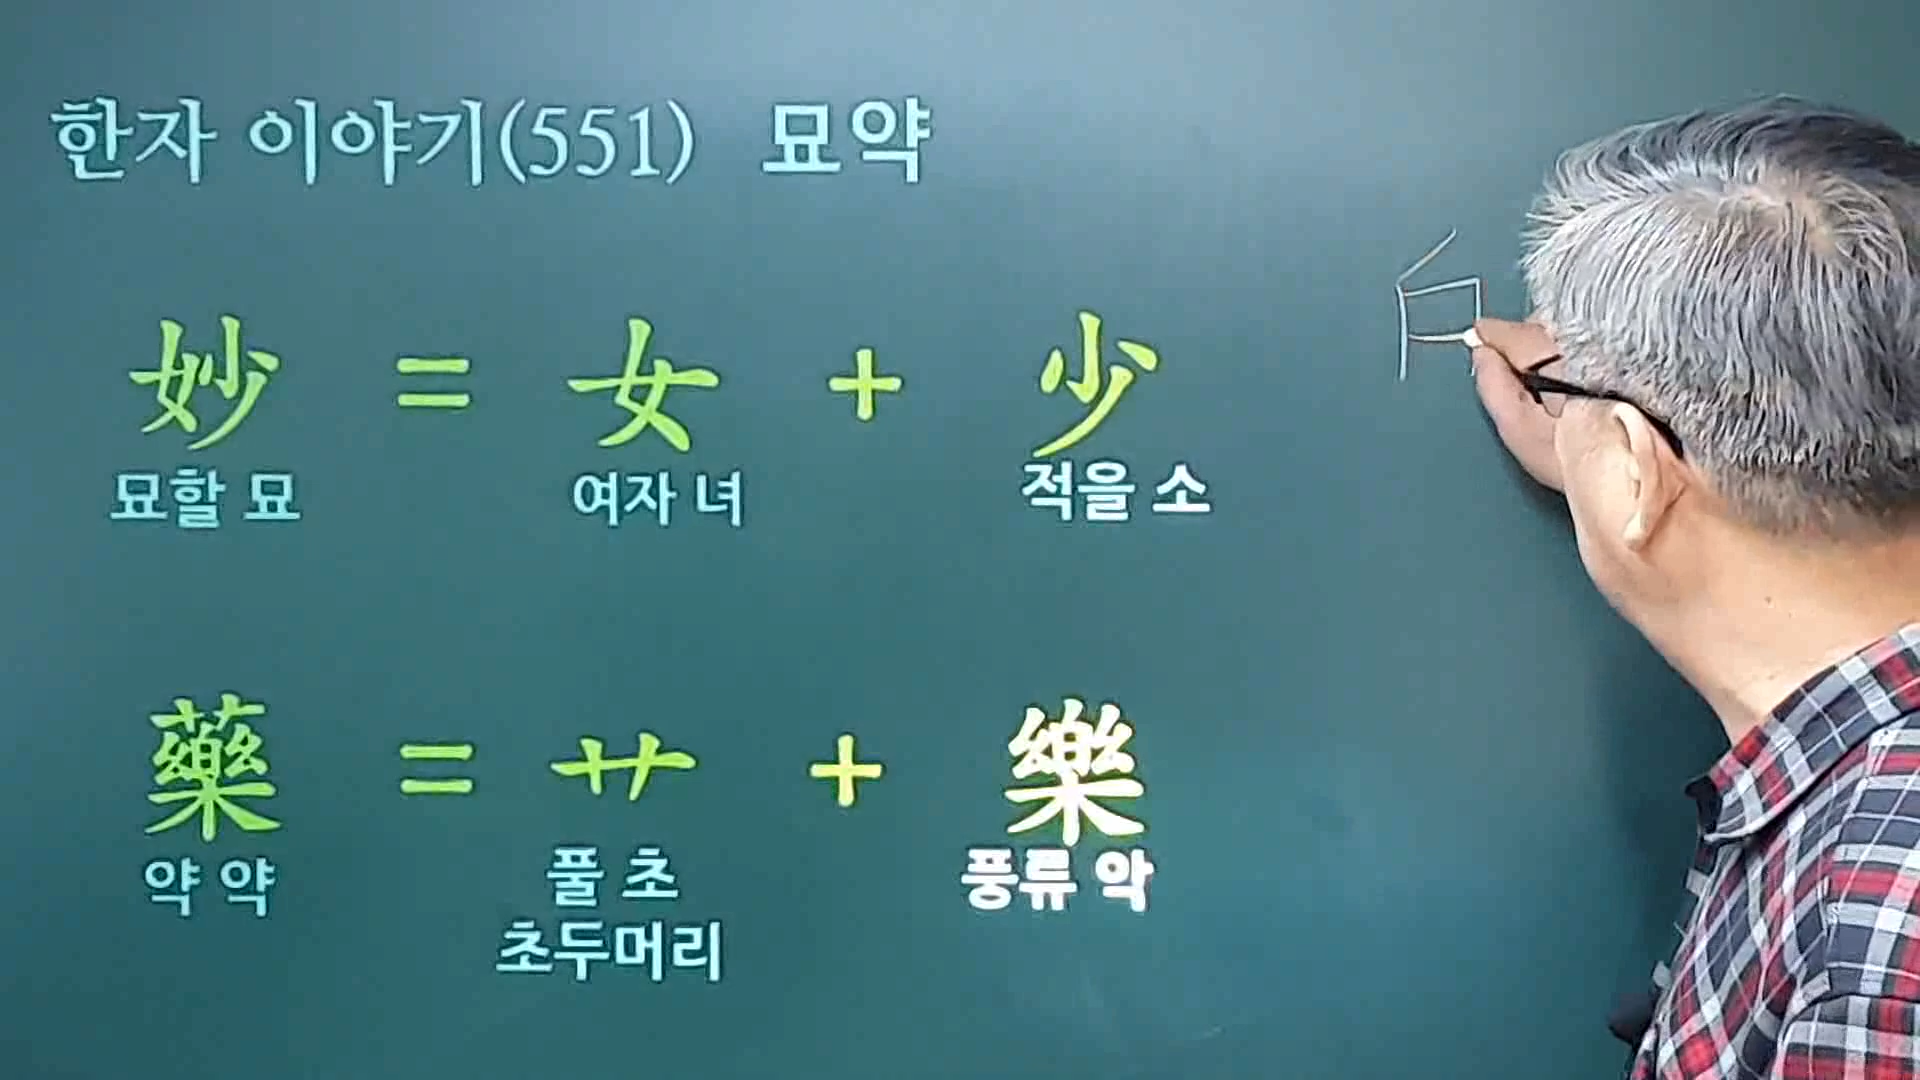 한자 이야기(551) 묘약
妙 = 女 + 少
묘할 묘 여자 녀 적을 소
藥 = 艹 + 樂
약 약 풀 초 풍류 악
초두머리